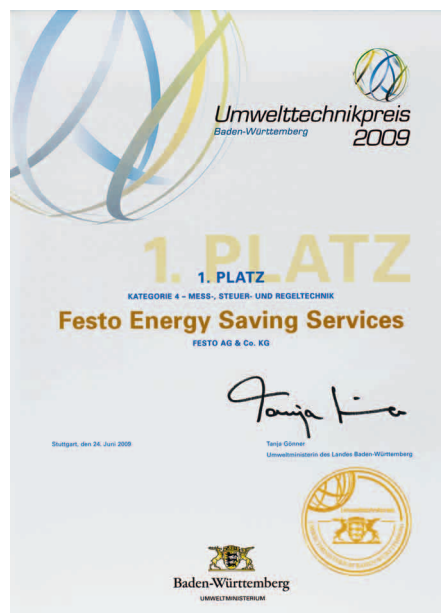 Umwelttechnikpreis
Baden-Württemberg
2009
1. PLATZ
1. PLATZ
KATEGORIE 4 – MESS-, STEUER- UND REGELTECHNIK
Festo Energy Saving Services
FESTO AG & Co. KG
Stuttgart, den 24. Juni 2009
Tanja Gönner
Umweltministerin des Landes Baden-Württemberg
Baden-Württemberg
UMWELTMINISTERIUM